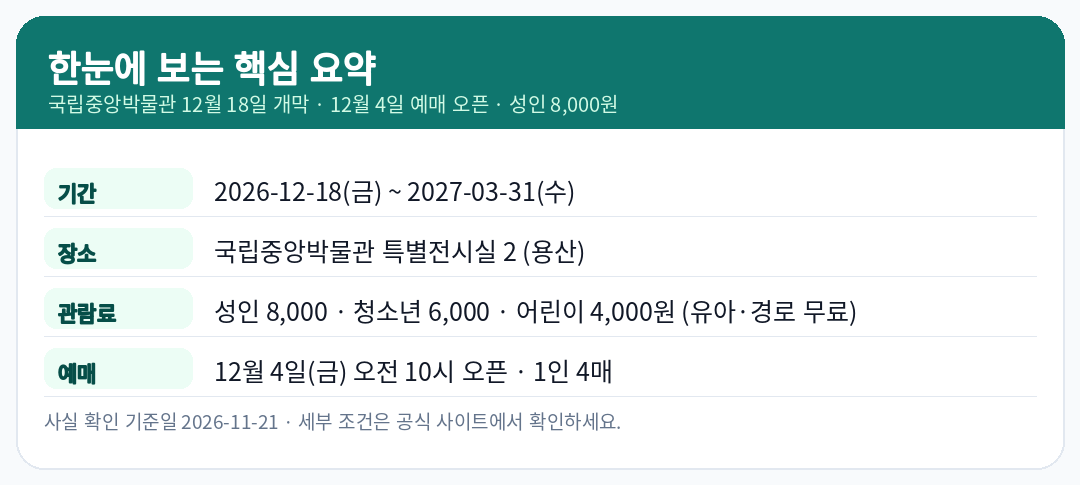 한눈에 보는 핵심 요약
국립중앙박물관 12월 18일 개막 · 12월 4일 예매 오픈 · 성인 8,000원
기간 2026-12-18(금) ~ 2027-03-31(수)
장소 국립중앙박물관 특별전시실 2 (용산)
관람료 성인 8,000 · 청소년 6,000 · 어린이 4,000원 (유아·경로 무료)
예매 12월 4일(금) 오전 10시 오픈 · 1인 4매
사실 확인 기준일 2026-11-21 · 세부 조건은 공식 사이트에서 확인하세요.